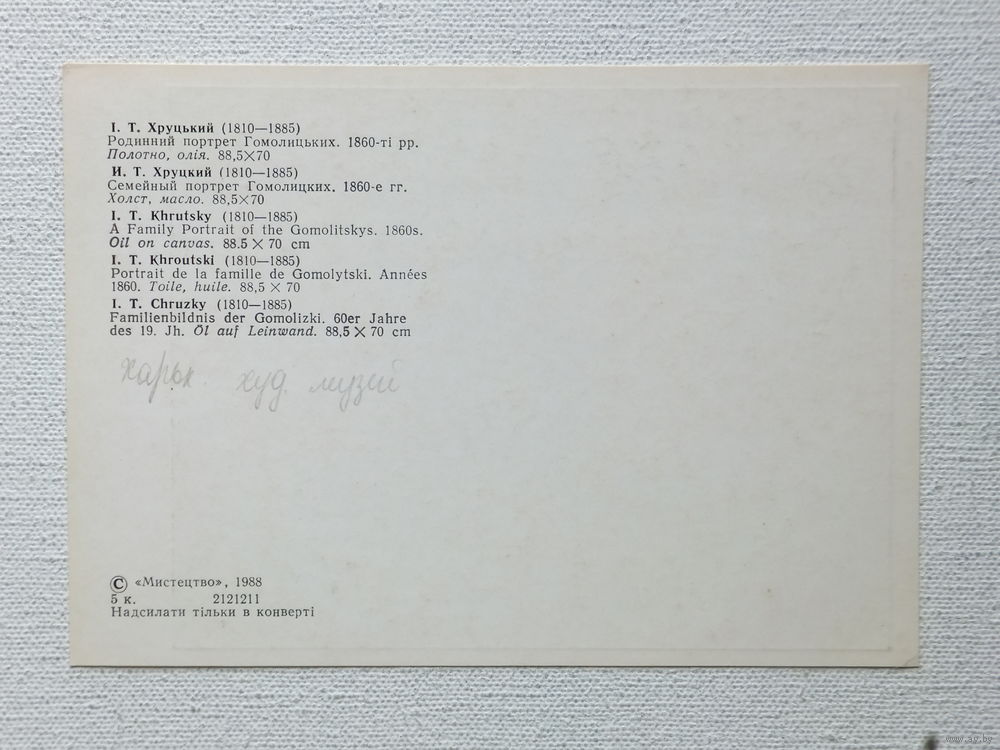 І. Т. Хруцький (1810—1885)
Родинний портрет Гомолицьких. 1860-ті рр.
Полотно, олія. 88,5×70
И. Т. Хруцкий (1810—1885)
Семейный портрет Гомолицких. 1860-е гг.
Холст, масло. 88,5×70
I. T. Khrutsky (1810—1885)
A Family Portrait of the Gomolitskys. 1860s.
Oil on canvas. 88.5 × 70 cm
I. T. Khroutski (1810—1885)
Portrait de la famille de Gomolytski. Années
1860. Toile, huile. 88,5 × 70
I. T. Chruzky (1810—1885)
Familienbildnis der Gomolizki. 60er Jahre
des 19. Jh. Öl auf Leinwand. 88,5 × 70 cm
харьк. худ. музей
© «Мистецтво», 1988
5 к. 2121211
Надсилати тільки в конверті
www.ay.by